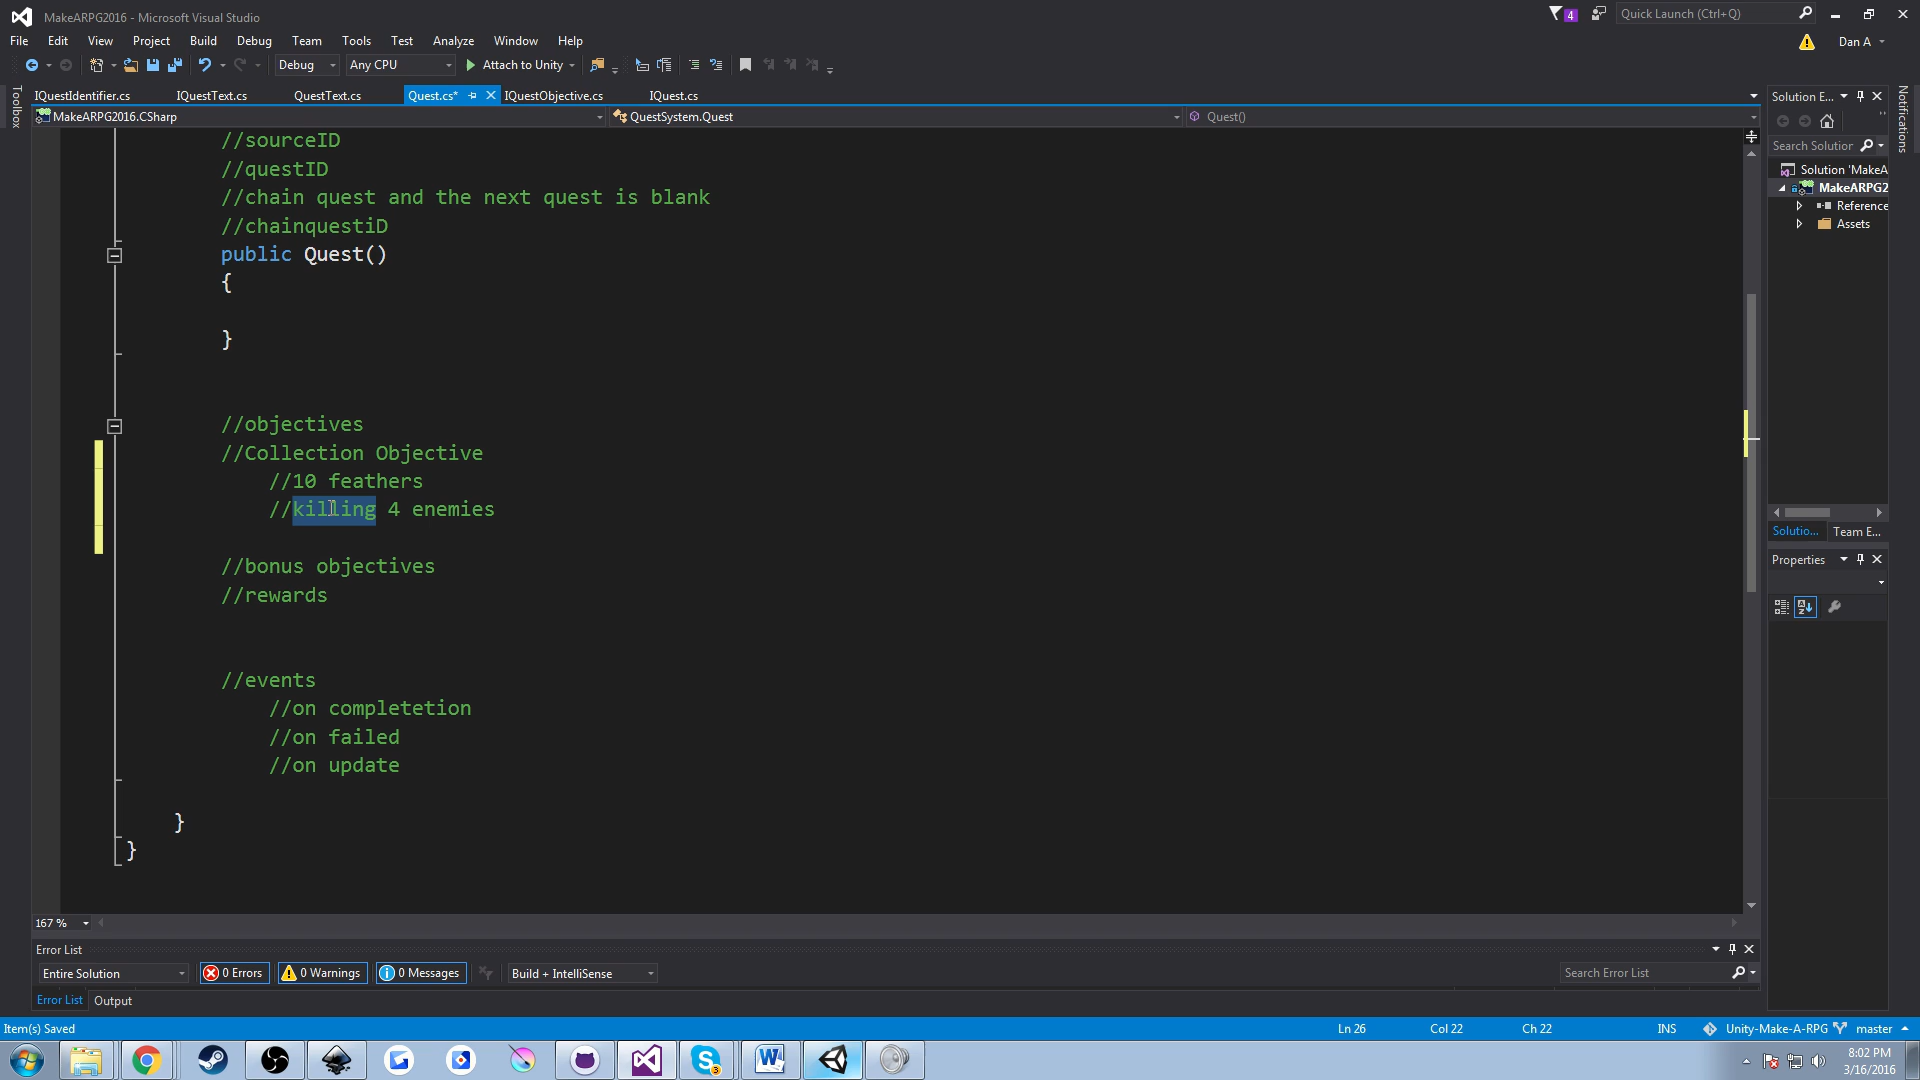 MakeARPG2016 - Microsoft Visual Studio
4
Quick Launch (Ctrl+Q)
File Edit View Project Build Debug Team Tools Test Analyze Window Help
Dan A
Debug
Any CPU
Attach to Unity
Toolbox
IQuestIdentifier.cs
IQuestText.cs
QuestText.cs
Quest.cs*
IQuestObjective.cs
IQuest.cs
MakeARPG2016.CSharp
QuestSystem.Quest
Quest()
//sourceID
//questID
//chain quest and the next quest is blank
//chainquestiD
public Quest()
{
}
//objectives
//Collection Objective
//10 feathers
//killing 4 enemies
//bonus objectives
//rewards
//events
//on completetion
//on failed
//on update
}
}
167 %
Solution E...
Search Solution
Solution 'MakeA
MakeARPG2
Reference
Assets
Solutio...
Team E...
Properties
Notifications
Error List
Entire Solution
0 Errors
0 Warnings
0 Messages
Build + IntelliSense
Search Error List
Error List
Output
Item(s) Saved
Ln 26
Col 22
Ch 22
INS
Unity-Make-A-RPG
master
3
8:02 PM
3/16/2016